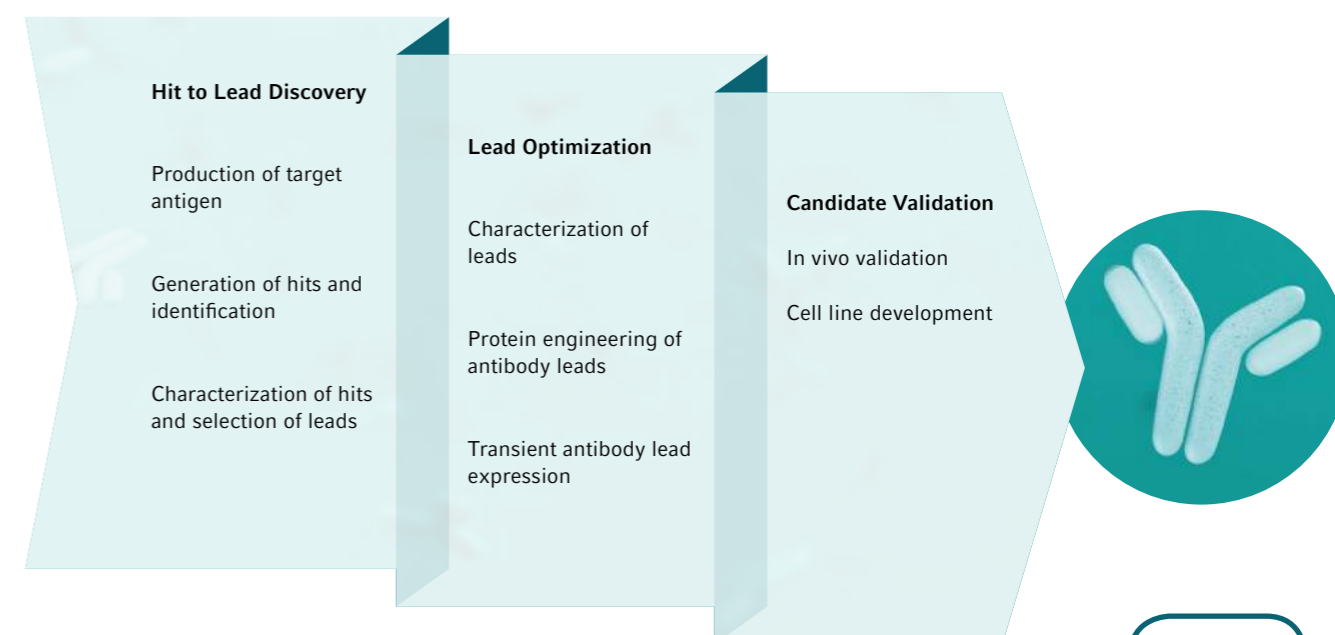 Hit to Lead Discovery
Production of target
antigen
Generation of hits and
identification
Characterization of hits
and selection of leads
Lead Optimization
Characterization of
leads
Protein engineering of
antibody leads
Transient antibody lead
expression
Candidate Validation
In vivo validation
Cell line development